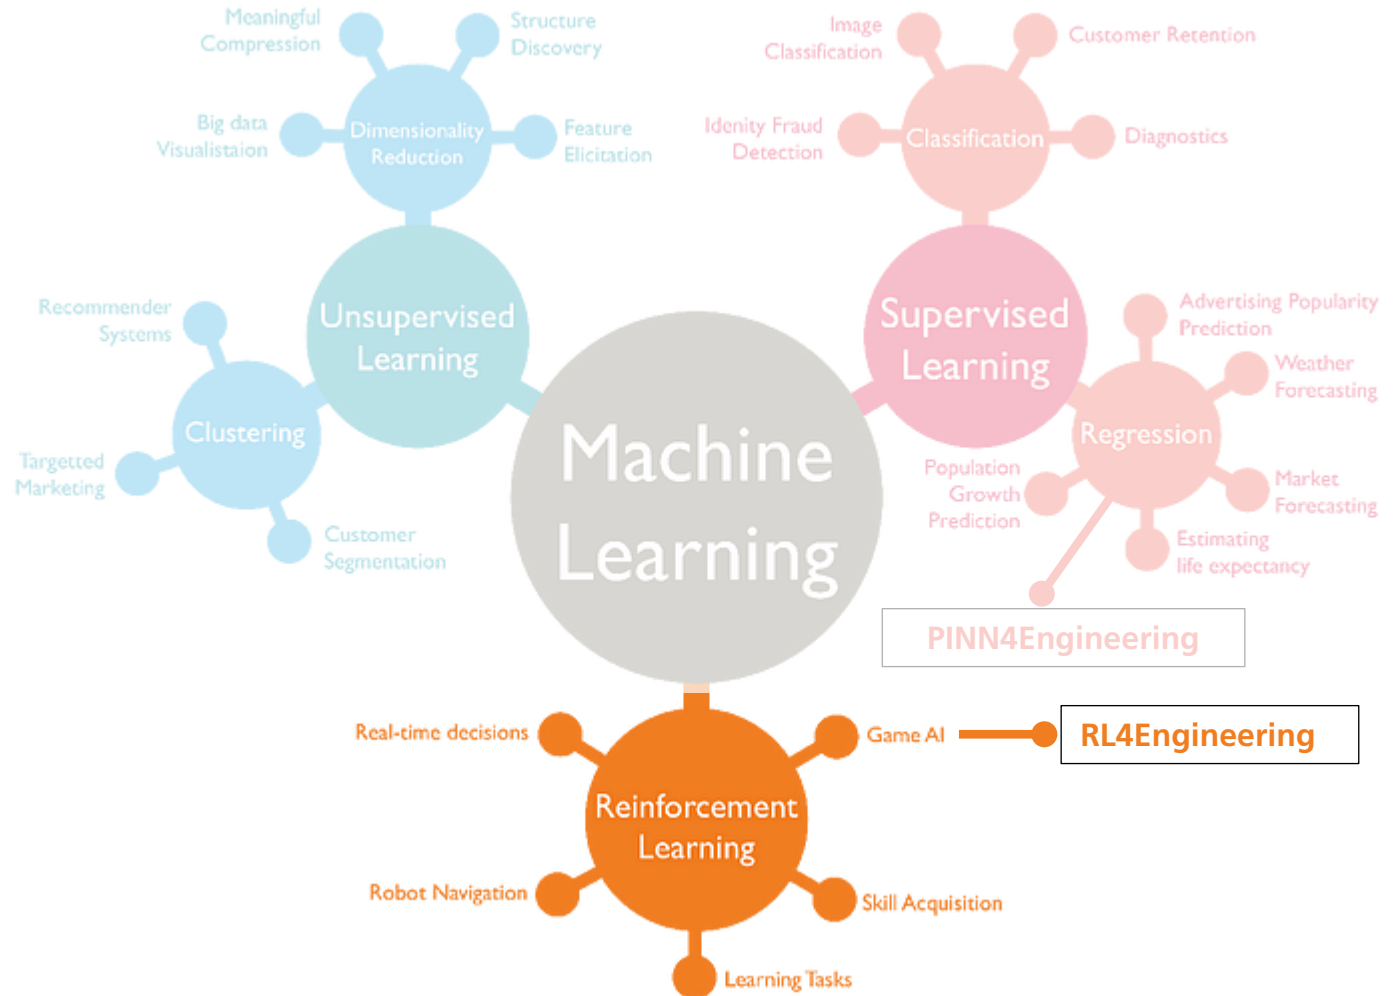 Meaningful
Compression
Structure
Discovery
Big data
Visualistaion
Dimensionality
Reduction
Feature
Elicitation
Image
Classification
Customer Retention
Idenity Fraud
Detection
Classification
Diagnostics
Unsupervised
Learning
Supervised
Learning
Recommender
Systems
Clustering
Targetted
Marketing
Customer
Segmentation
Machine
Learning
Advertising Popularity
Prediction
Weather
Forecasting
Regression
Population
Growth
Prediction
Market
Forecasting
Estimating
life expectancy
PINN4Engineering
Real-time decisions
Game AI
RL4Engineering
Reinforcement
Learning
Robot Navigation
Skill Acquisition
Learning Tasks